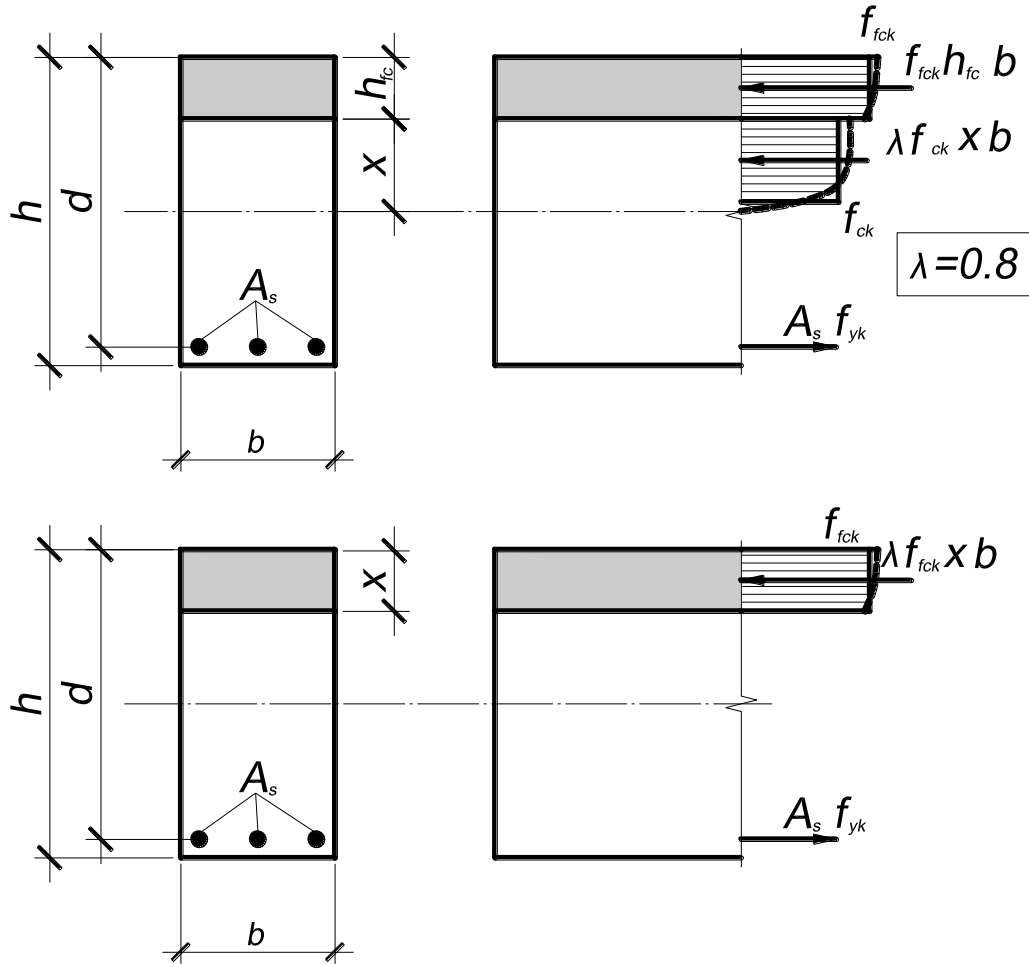 f_fck
f_fck h_fc b
h_fc
x
λ f_ck x b
d
h
f_ck
λ=0.8
A_s
A_s f_yk
b
f_fck
λ f_fck x b
x
d
h
A_s
A_s f_yk
b